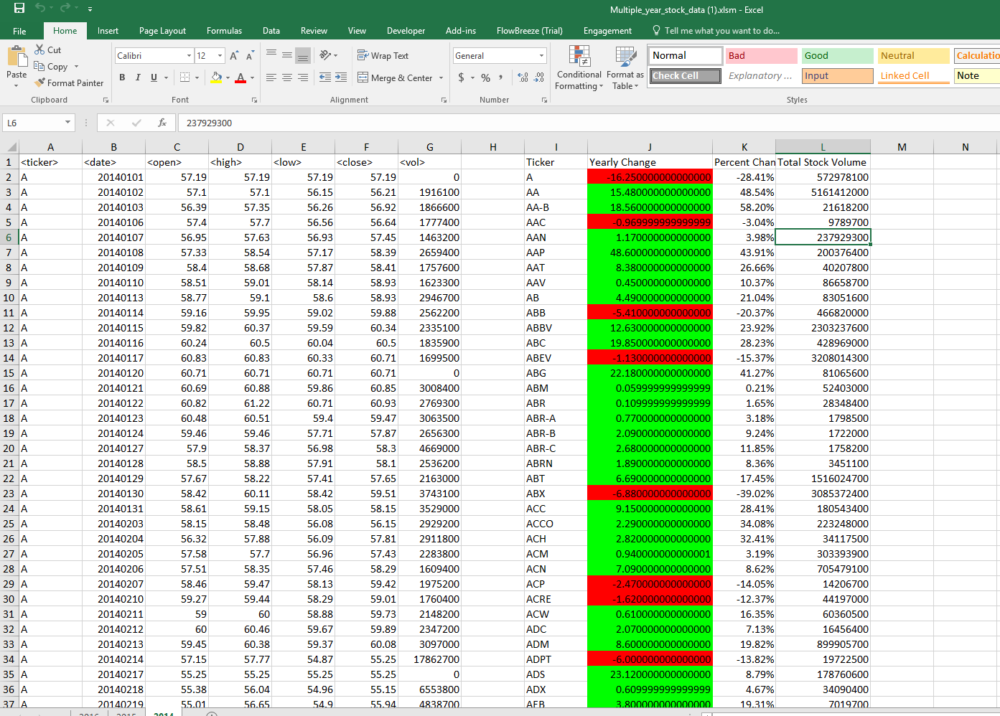 Multiple_year_stock_data (1).xlsm - Excel
File Home Insert Page Layout Formulas Data Review View Developer Add-ins FlowBreeze (Trial) Engagement Tell me what you want to do...
Cut
Copy
Format Painter
Paste
Clipboard
Calibri 12 A A
B I U A
Font
Wrap Text
Merge & Center
Alignment
General
$ % , .0 .00 .00 .0
Number
Conditional Formatting
Format as Table
Normal Bad Good Neutral Calculatio
Check Cell Explanatory ... Input Linked Cell Note
Styles
L6 fx 237929300
A B C D E F G H I J K L M N
1 <ticker> <date> <open> <high> <low> <close> <vol> Ticker Yearly Change Percent Chan Total Stock Volume
2 A 20140101 57.19 57.19 57.19 57.19 0 A -16.250000000000000 -28.41% 572978100
3 A 20140102 57.1 57.1 56.15 56.21 1916100 AA 15.480000000000000 48.54% 5161412000
4 A 20140103 56.39 57.35 56.26 56.92 1866600 AA-B 18.560000000000000 58.20% 21618200
5 A 20140106 57.4 57.7 56.56 56.64 1777400 AAC -0.969999999999999 -3.04% 9789700
6 A 20140107 56.95 57.63 56.93 57.45 1463200 AAN 1.170000000000000 3.98% 237929300
7 A 20140108 57.33 58.54 57.17 58.39 2659400 AAP 48.600000000000000 43.91% 200376400
8 A 20140109 58.4 58.68 57.87 58.41 1757600 AAT 8.380000000000000 26.66% 40207800
9 A 20140110 58.51 59.01 58.14 58.93 1623300 AAV 0.450000000000000 10.37% 86658700
10 A 20140113 58.77 59.1 58.6 58.93 2946700 AB 4.490000000000000 21.04% 83051600
11 A 20140114 59.16 59.95 59.02 59.88 2562200 ABB -5.410000000000000 -20.37% 466820000
12 A 20140115 59.82 60.37 59.59 60.34 2335100 ABBV 12.630000000000000 23.92% 2303237600
13 A 20140116 60.24 60.5 60.04 60.5 1835900 ABC 19.850000000000000 28.23% 428969000
14 A 20140117 60.83 60.83 60.33 60.71 1699500 ABEV -1.130000000000000 -15.37% 3208014300
15 A 20140120 60.71 60.71 60.71 60.71 0 ABG 22.180000000000000 41.27% 81065600
16 A 20140121 60.69 60.88 59.86 60.85 3008400 ABM 0.059999999999999 0.21% 52403000
17 A 20140122 60.82 61.22 60.71 60.93 2769300 ABR 0.109999999999999 1.65% 28348400
18 A 20140123 60.48 60.51 59.4 59.47 3063500 ABR-A 0.770000000000000 3.18% 1798500
19 A 20140124 59.46 59.46 57.71 57.87 2656300 ABR-B 2.090000000000000 9.24% 1722000
20 A 20140127 57.9 58.37 56.98 58.3 4669000 ABR-C 2.680000000000000 11.85% 1758200
21 A 20140128 58.5 58.88 57.91 58.1 2536200 ABRN 1.890000000000000 8.36% 3451100
22 A 20140129 57.67 58.22 57.41 57.65 2163000 ABT 6.690000000000000 17.45% 1516024700
23 A 20140130 58.42 60.11 58.42 59.51 3743100 ABX -6.880000000000000 -39.02% 3085372400
24 A 20140131 58.61 59.15 58.05 58.15 3529000 ACC 9.150000000000000 28.41% 180543400
25 A 20140203 58.15 58.48 56.08 56.15 2929200 ACCO 2.290000000000000 34.08% 223248000
26 A 20140204 56.32 57.88 56.09 57.81 2911800 ACH 2.820000000000000 32.41% 34117500
27 A 20140205 57.58 57.7 56.96 57.43 2283800 ACM 0.940000000000001 3.19% 303393900
28 A 20140206 57.51 58.35 57.46 58.29 1609400 ACN 7.090000000000000 8.62% 705479100
29 A 20140207 58.46 59.47 58.13 59.42 1975200 ACP -2.470000000000000 -14.05% 14206700
30 A 20140210 59.27 59.44 58.29 59.01 1760400 ACRE -1.620000000000000 -12.37% 44197000
31 A 20140211 59 60 58.88 59.73 2148200 ACW 0.610000000000000 16.35% 60360500
32 A 20140212 60 60.46 59.67 59.89 2347200 ADC 2.070000000000000 7.13% 16456400
33 A 20140213 59.45 60.38 59.37 60.08 3097000 ADM 8.600000000000000 19.82% 899905700
34 A 20140214 57.15 57.77 54.87 55.25 17862700 ADPT -6.000000000000000 -13.82% 19722500
35 A 20140217 55.25 55.25 55.25 55.25 0 ADS 23.120000000000000 8.79% 178760600
36 A 20140218 55.38 56.04 54.96 55.15 6553800 ADX 0.609999999999999 4.67% 34090400
37 A 20140219 55.01 56.65 54.9 55.94 4838700 AEB 3.800000000000000 19.31% 7019700
2016 2015 2014